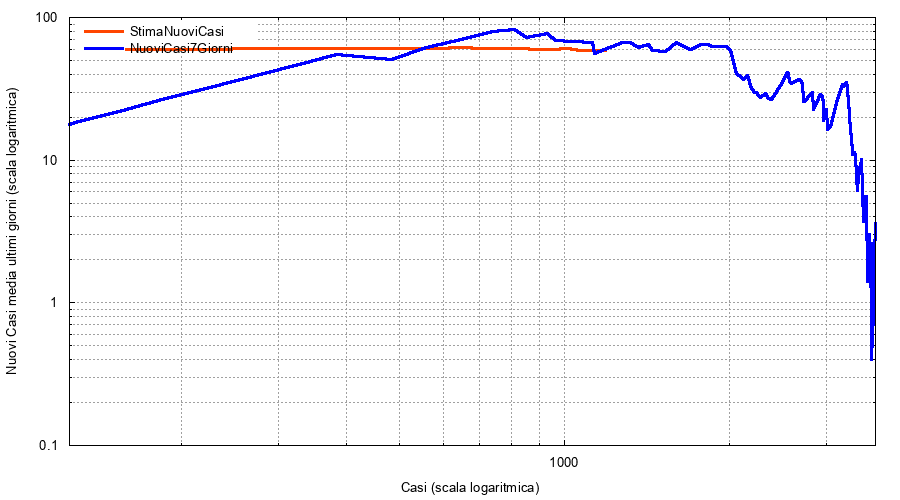 StimaNuoviCasi
NuoviCasi7Giorni
100
10
1
0.1
1000
Nuovi Casi media ultimi giorni (scala logaritmica)
Casi (scala logaritmica)